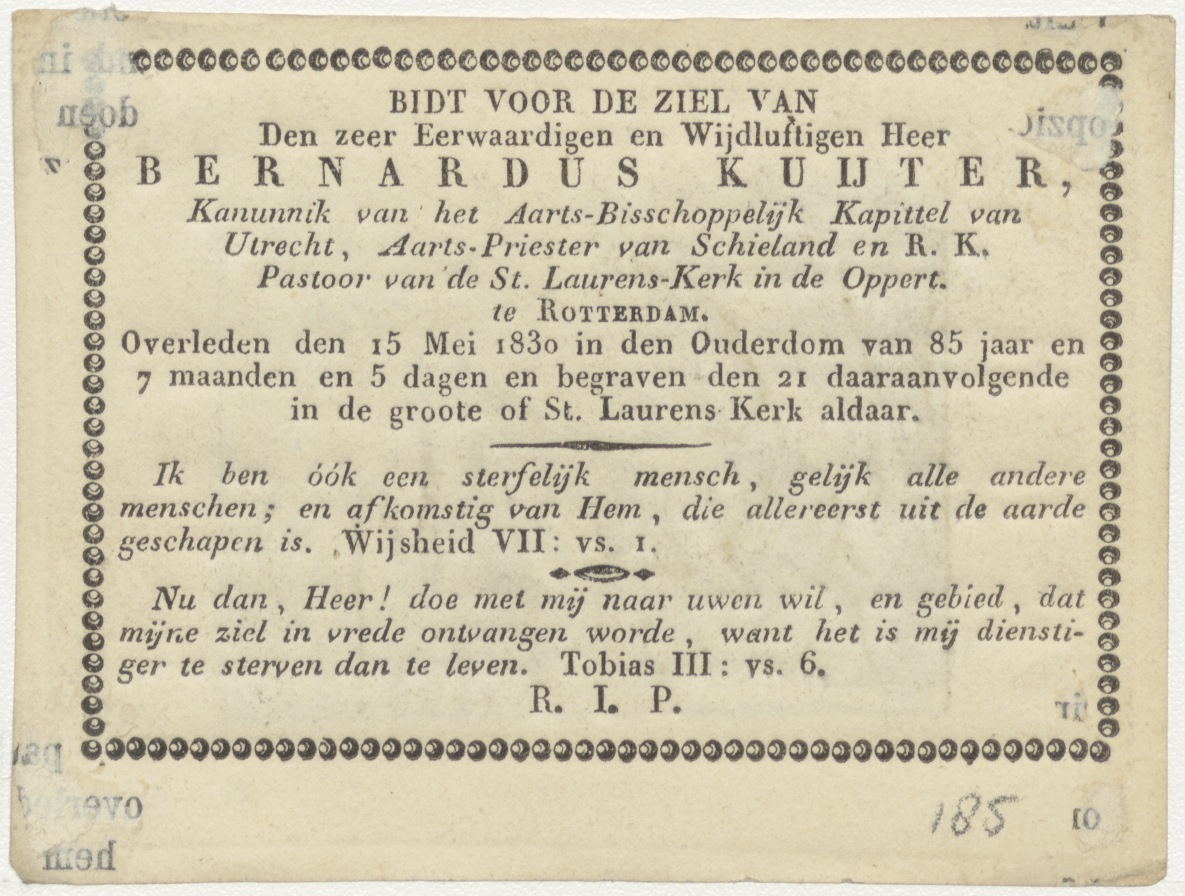 BIDT VOOR DE ZIEL VAN
Den zeer Eerwaardigen en Wijdluftigen Heer
BERNARDUS KUIJTER,
Kanunnik van het Aarts-Bisschoppelijk Kapittel van
Utrecht, Aarts-Priester van Schieland en R. K.
Pastoor van de St. Laurens-Kerk in de Oppert.
te ROTTERDAM.
Overleden den 15 Mei 1830 in den Ouderdom van 85 jaar en
7 maanden en 5 dagen en begraven den 21 daaraanvolgende
in de groote of St. Laurens Kerk aldaar.
Ik ben óók een sterfelijk mensch, gelijk alle andere
menschen; en afkomstig van Hem, die allereerst uit de aarde
geschapen is. Wijsheid VII: vs. 1.
Nu dan, Heer! doe met mij naar uwen wil, en gebied, dat
mijne ziel in vrede ontvangen worde, want het is mij diensti-
ger te sterven dan te leven. Tobias III: vs. 6.
R. I. P.
185
doen
hem